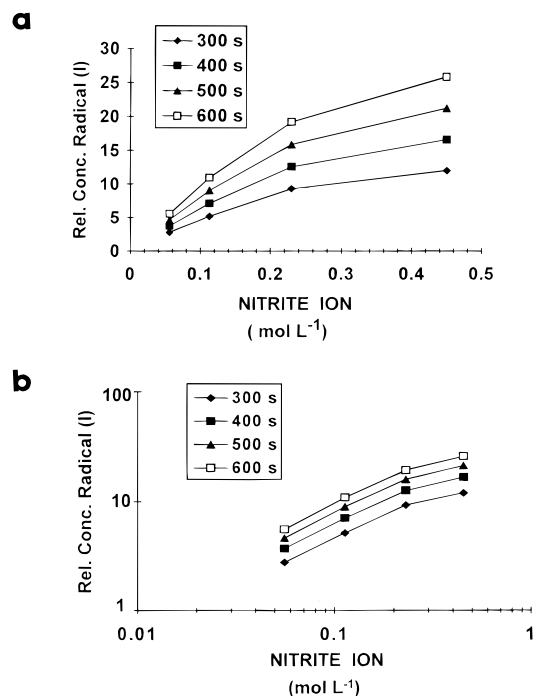 a
Rel. Conc. Radical (I)
30
25
20
15
10
5
0
300 s
400 s
500 s
600 s
0 0.1 0.2 0.3 0.4 0.5
NITRITE ION
( mol L⁻¹)
b
Rel. Conc. Radical (I)
100
10
1
300 s
400 s
500 s
600 s
0.01 0.1 1
NITRITE ION
(mol L⁻¹)